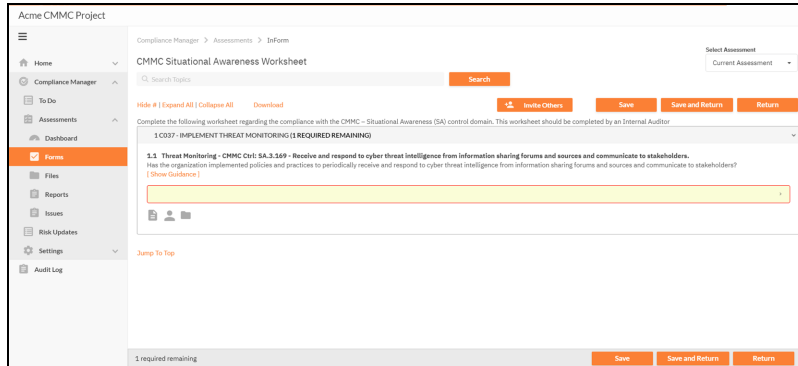 Acme CMMC Project
Home
Compliance Manager
To Do
Assessments
Dashboard
Forms
Files
Reports
Issues
Risk Updates
Settings
Audit Log
Compliance Manager > Assessments > InForm
Select Assessment
CMMC Situational Awareness Worksheet
Current Assessment
Search Topics
Search
Hide # | Expand All | Collapse All Download
Invite Others
Save
Save and Return
Return
Complete the following worksheet regarding the compliance with the CMMC – Situational Awareness (SA) control domain. This worksheet should be completed by an Internal Auditor
1 C037 - IMPLEMENT THREAT MONITORING (1 REQUIRED REMAINING)
1.1 Threat Monitoring - CMMC Ctrl: SA.3.169 - Receive and respond to cyber threat intelligence from information sharing forums and sources and communicate to stakeholders.
Has the organization implemented policies and practices to periodically receive and respond to cyber threat intelligence from information sharing forums and sources and communicate to stakeholders?
[ Show Guidance ]
Jump To Top
1 required remaining
Save
Save and Return
Return